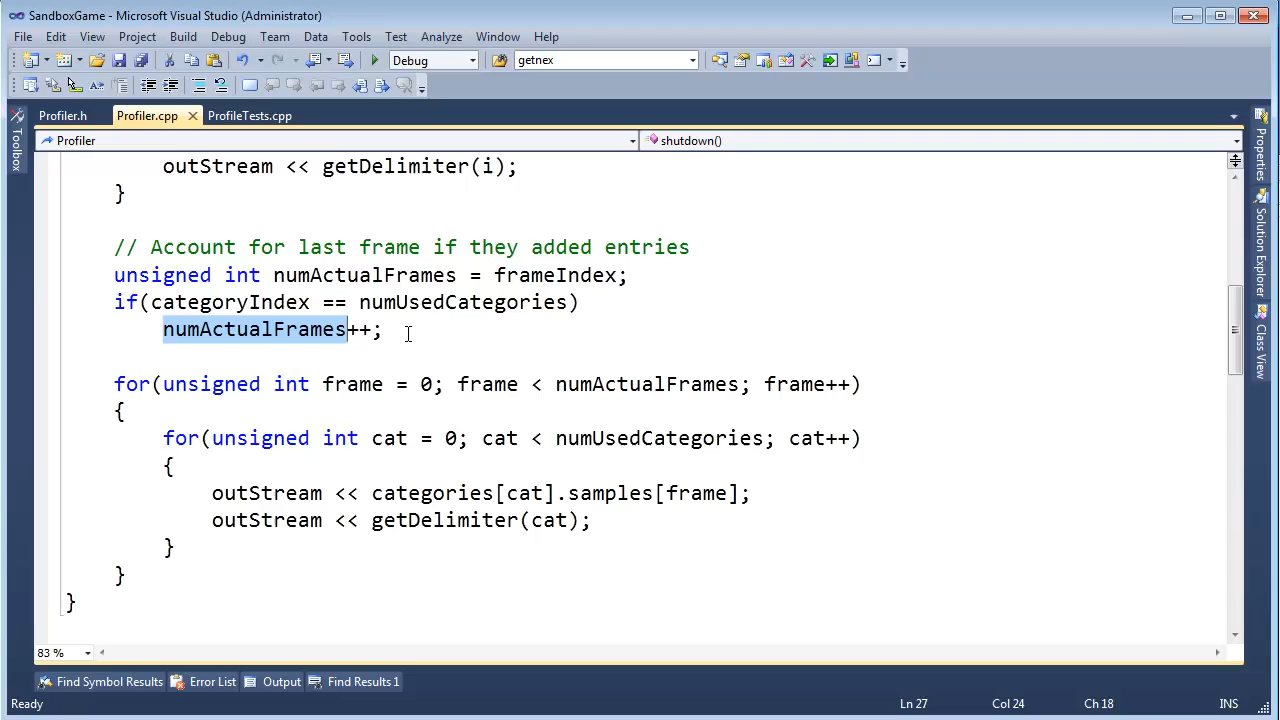 SandboxGame - Microsoft Visual Studio (Administrator)
File Edit View Project Build Debug Team Data Tools Test Analyze Window Help
Debug getnex
Profiler.h Profiler.cpp ProfileTests.cpp
Profiler shutdown()
Toolbox
Properties
Solution Explorer
Class View
outStream << getDelimiter(i);
}
// Account for last frame if they added entries
unsigned int numActualFrames = frameIndex;
if(categoryIndex == numUsedCategories)
numActualFrames++;
for(unsigned int frame = 0; frame < numActualFrames; frame++)
{
for(unsigned int cat = 0; cat < numUsedCategories; cat++)
{
outStream << categories[cat].samples[frame];
outStream << getDelimiter(cat);
}
}
}
83 %
Find Symbol Results Error List Output Find Results 1
Ready Ln 27 Col 24 Ch 18 INS